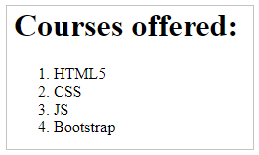 Courses offered:
1. HTML5
2. CSS
3. JS
4. Bootstrap